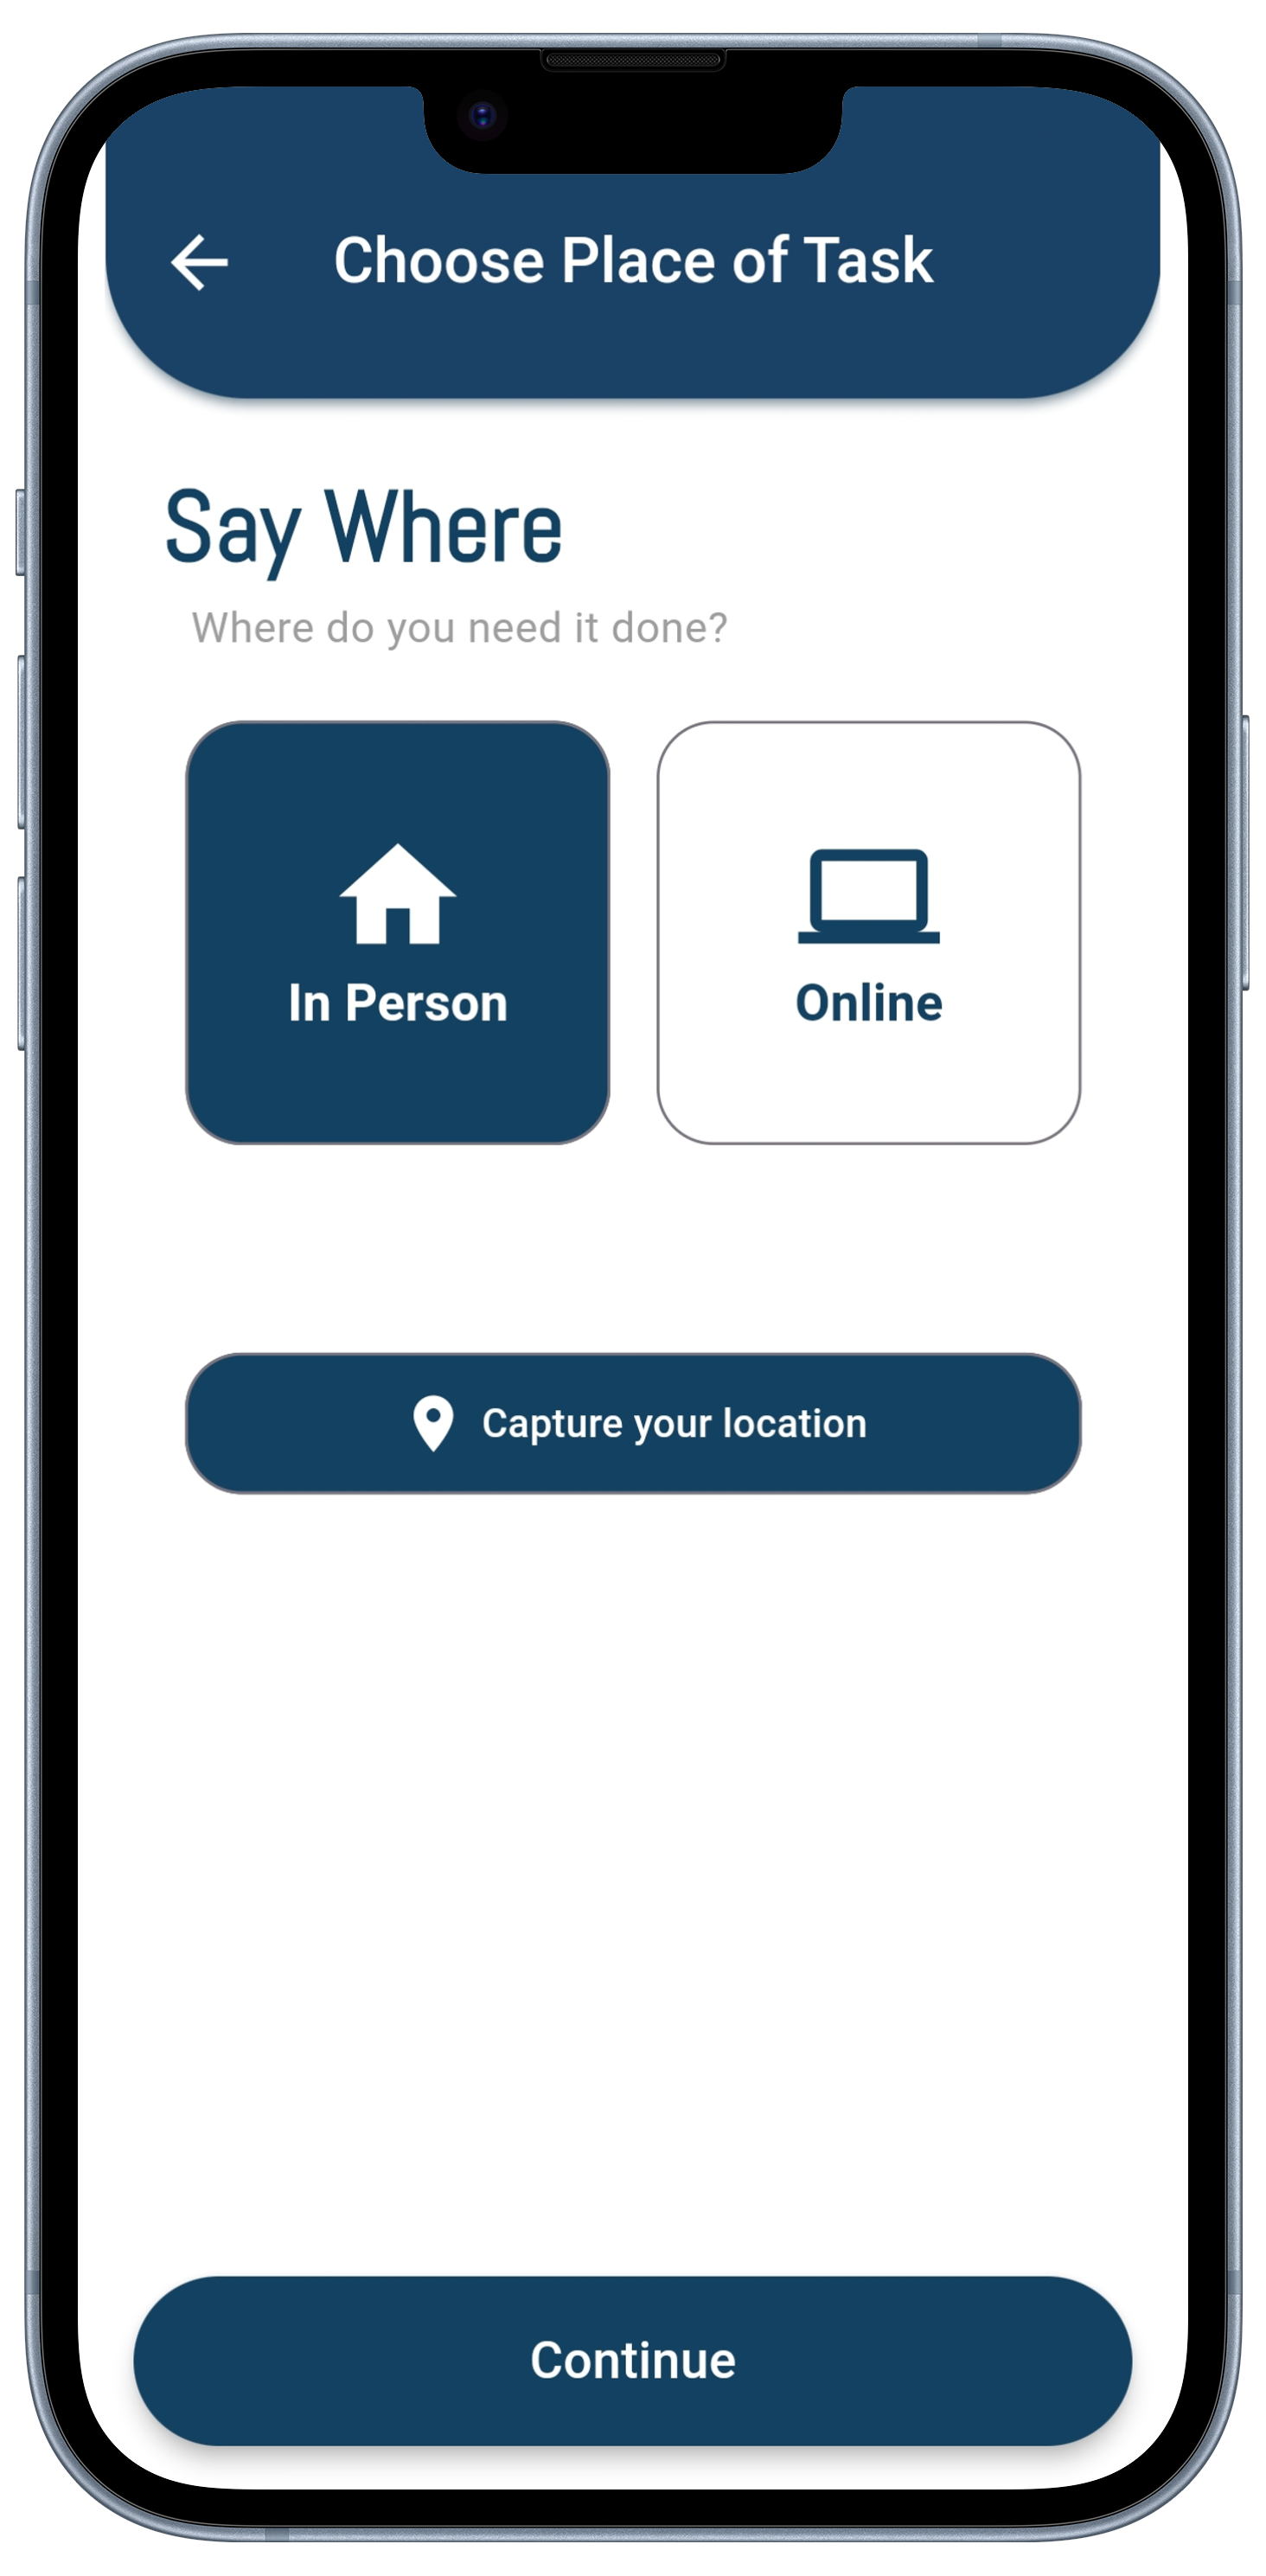 Choose Place of Task
Say Where
Where do you need it done?
In Person
Online
Capture your location
Continue